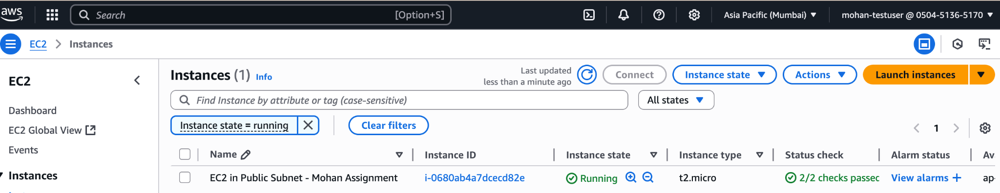 aws
Search [Option+S]
Asia Pacific (Mumbai)
mohan-testuser @ 0504-5136-5170
EC2 > Instances
EC2
Dashboard
EC2 Global View
Events
Instances
Instances (1) Info
Last updated
less than a minute ago
Connect
Instance state
Actions
Launch instances
Find Instance by attribute or tag (case-sensitive)
All states
Instance state = running
Clear filters
1
Name Instance ID Instance state Instance type Status check Alarm status Av
EC2 in Public Subnet - Mohan Assignment i-0680ab4a7dcecd82e Running t2.micro 2/2 checks passec View alarms + ap-